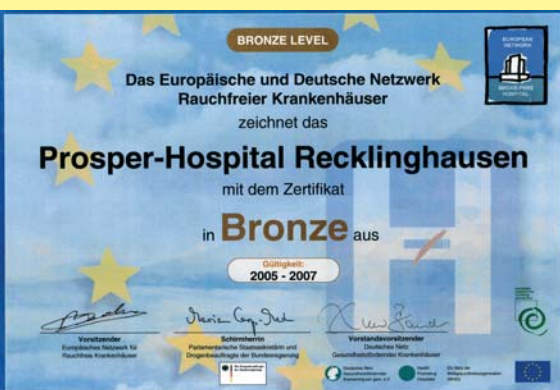 BRONZE LEVEL
EUROPEAN
NETWORK
SMOKE-FREE
HOSPITAL
Das Europäische und Deutsche Netzwerk
Rauchfreier Krankenhäuser
zeichnet das
Prosper-Hospital Recklinghausen
mit dem Zertifikat
in Bronze aus
Gültigkeit:
2005 - 2007
Vorsitzender
Europäisches Netzwerk für
Rauchfreie Krankenhäuser
Schirmherrin
Parlamentarische Staatssekretärin und
Drogenbeauftragte der Bundesregierung
Vorstandsvorsitzender
Deutsches Netz
Gesundheitsfördernder Krankenhäuser